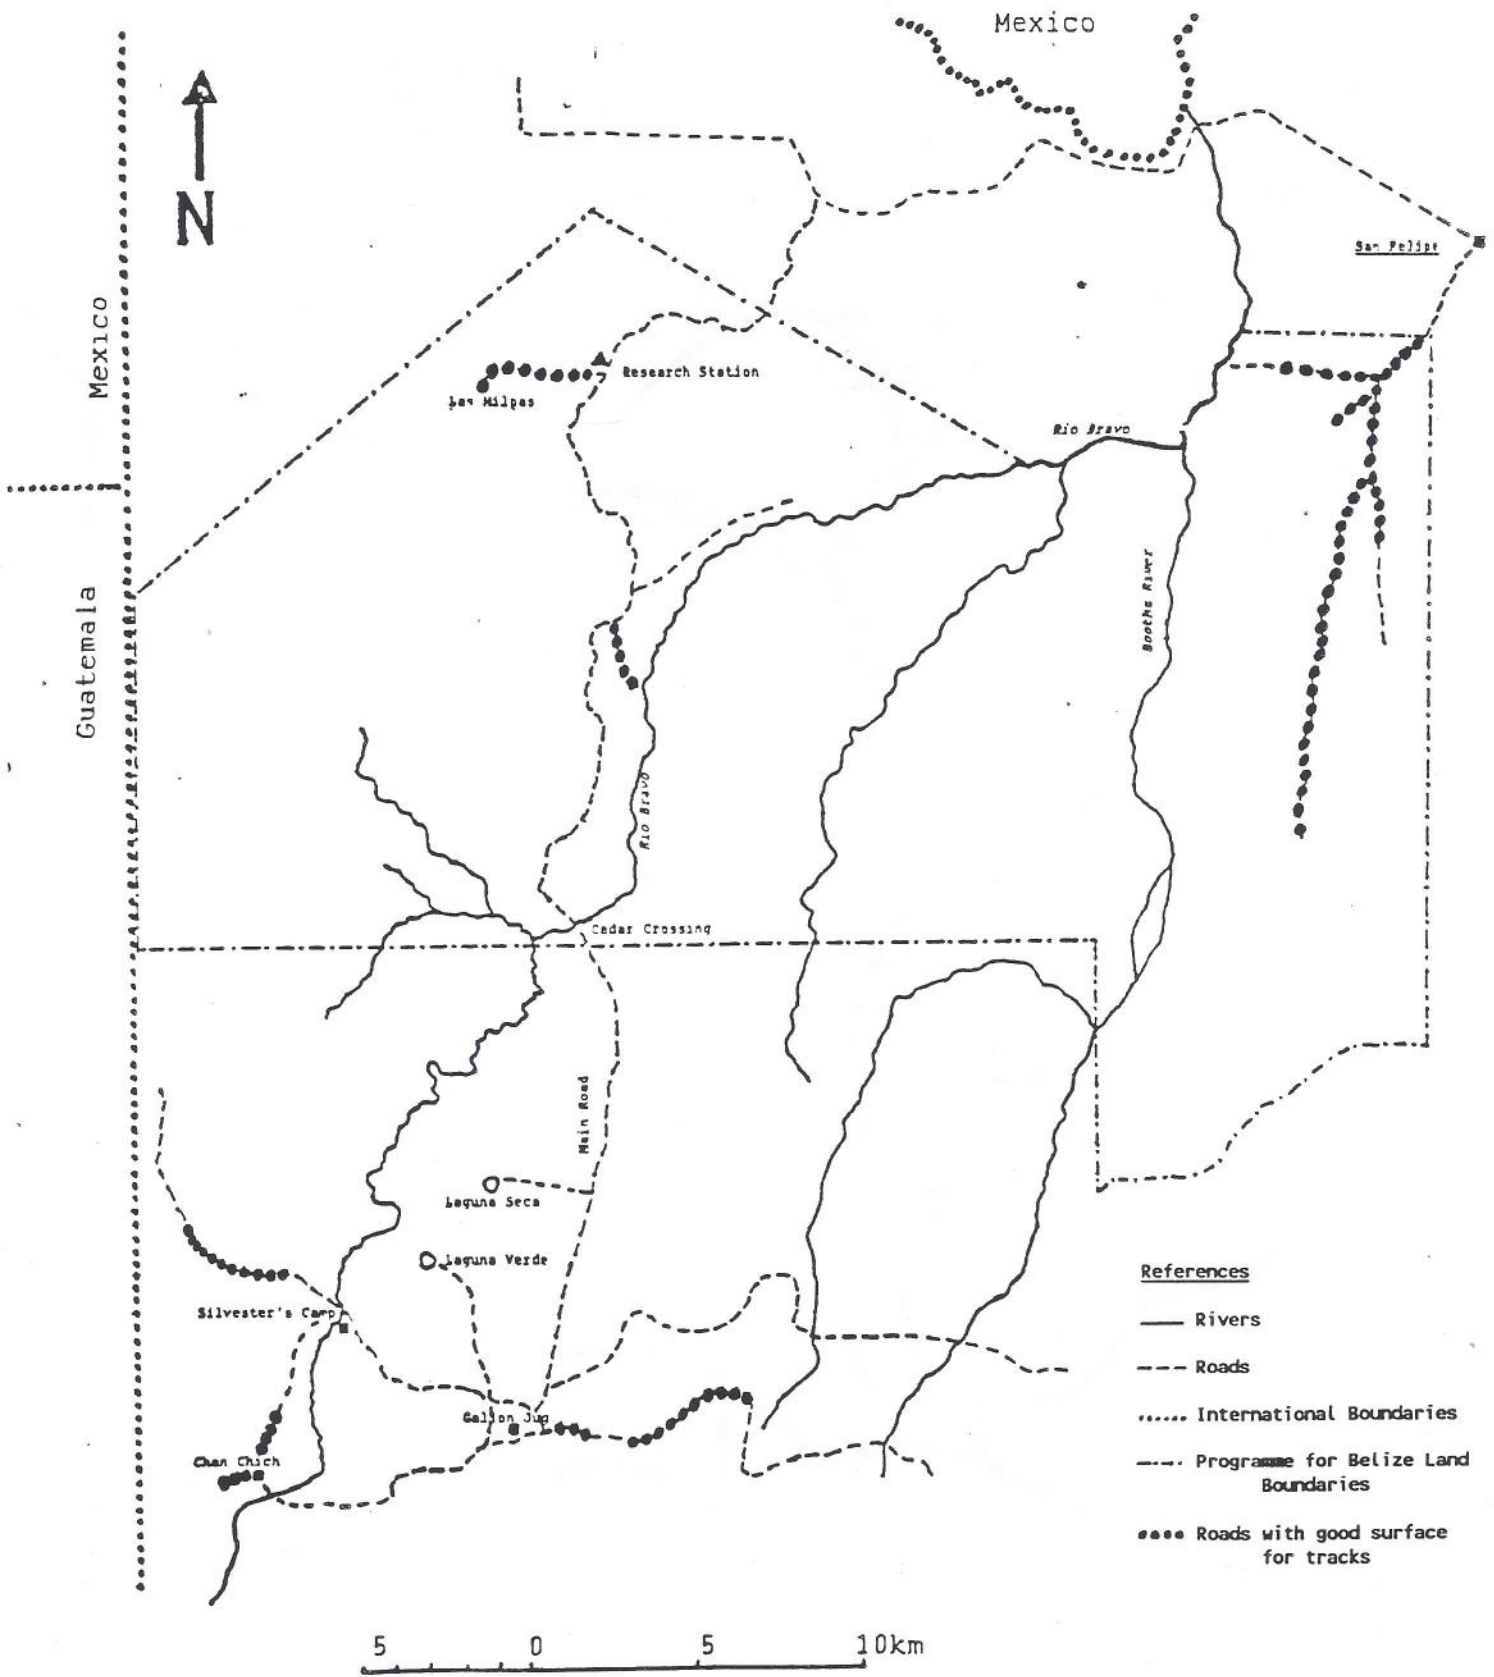 Mexico
N
San Felipe
Mexico
Research Station
Las Milpas
Rio Bravo
Guatemala
Booths River
Rio Bravo
Cedar Crossing
Main Road
Laguna Seca
Laguna Verde
Silvester's Camp
Gallon Jug
Chan Chich
References
Rivers
Roads
International Boundaries
Programme for Belize Land
Boundaries
Roads with good surface
for tracks
5 0 5 10km